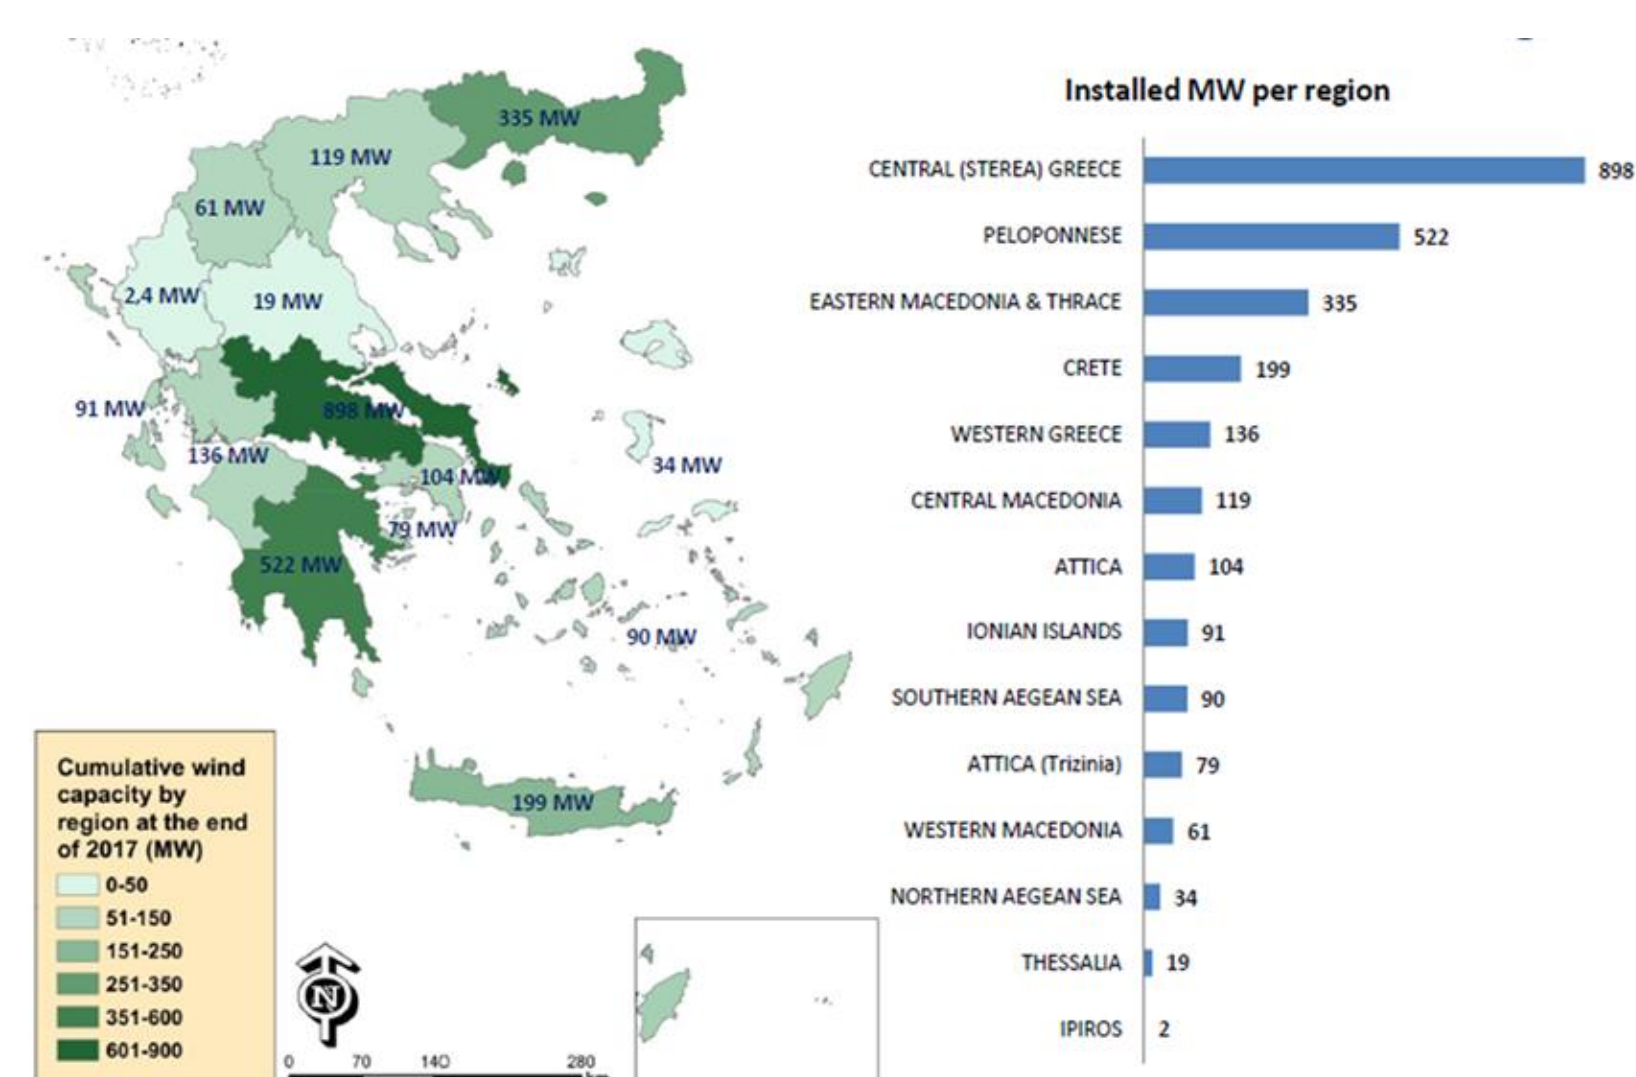 335 MW
119 MW
61 MW
2,4 MW
19 MW
91 MW
898 MW
136 MW
104 MW
34 MW
79 MW
522 MW
90 MW
199 MW
Cumulative wind
capacity by
region at the end
of 2017 (MW)
0-50
51-150
151-250
251-350
351-600
601-900
N
0 70 140 280
Installed MW per region
CENTRAL (STEREA) GREECE 898
PELOPONNESE 522
EASTERN MACEDONIA & THRACE 335
CRETE 199
WESTERN GREECE 136
CENTRAL MACEDONIA 119
ATTICA 104
IONIAN ISLANDS 91
SOUTHERN AEGEAN SEA 90
ATTICA (Trizinia) 79
WESTERN MACEDONIA 61
NORTHERN AEGEAN SEA 34
THESSALIA 19
IPIROS 2